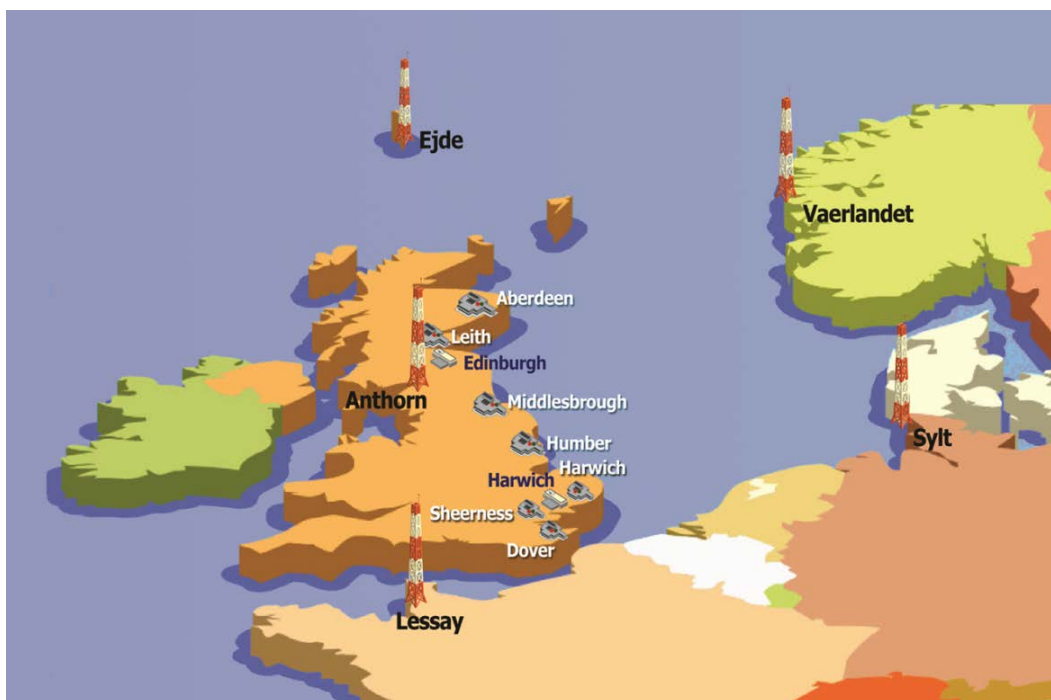 Ejde
Vaerlandet
Aberdeen
Leith
Edinburgh
Anthorn
Middlesbrough
Sylt
Humber
Harwich
Harwich
Sheerness
Dover
Lessay